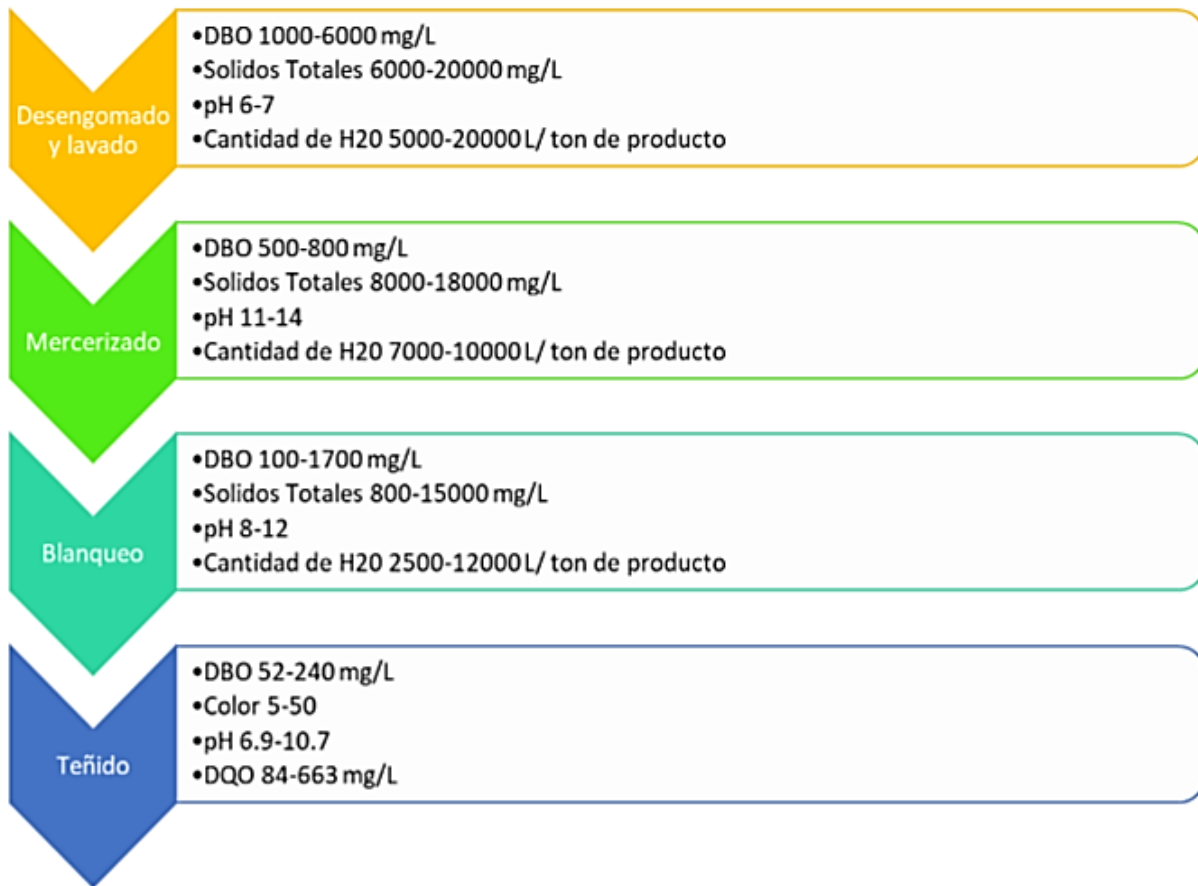 Desengomado
y lavado
•DBO 1000-6000 mg/L
•Solidos Totales 6000-20000 mg/L
•pH 6-7
•Cantidad de H20 5000-20000 L/ ton de producto
Mercerizado
•DBO 500-800 mg/L
•Solidos Totales 8000-18000 mg/L
•pH 11-14
•Cantidad de H20 7000-10000 L/ ton de producto
Blanqueo
•DBO 100-1700 mg/L
•Solidos Totales 800-15000 mg/L
•pH 8-12
•Cantidad de H20 2500-12000 L/ ton de producto
Teñido
•DBO 52-240 mg/L
•Color 5-50
•pH 6.9-10.7
•DQO 84-663 mg/L